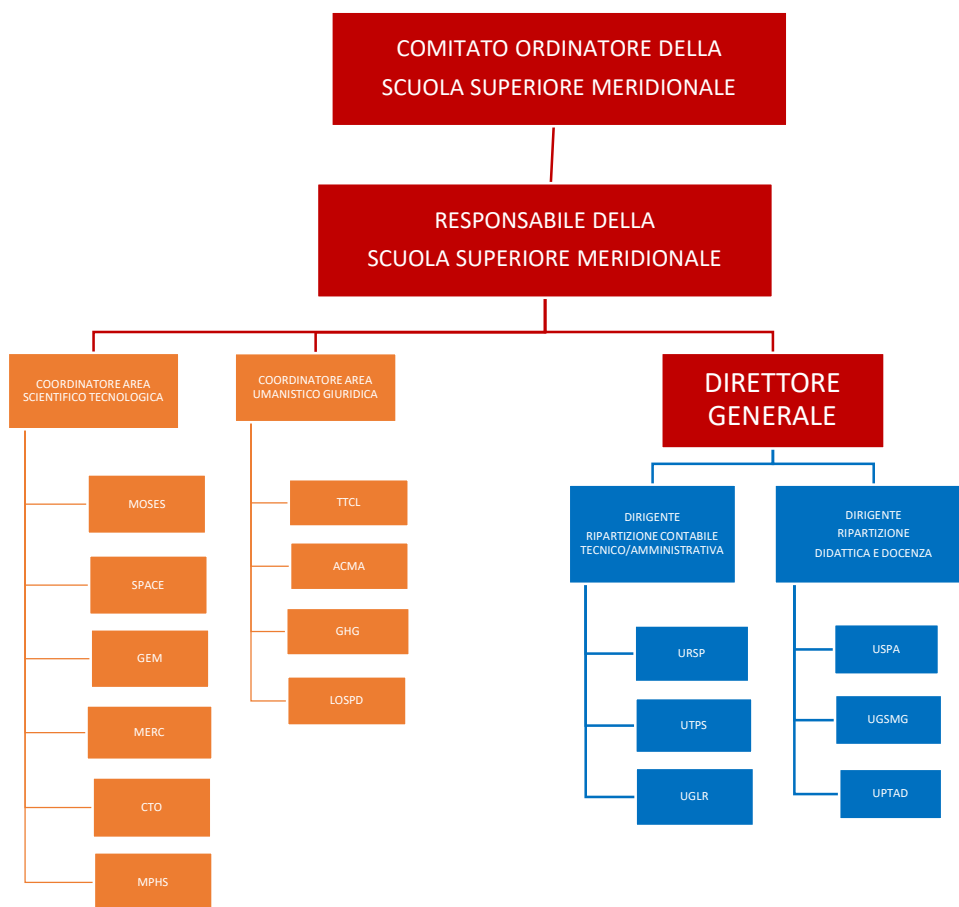 COMITATO ORDINATORE DELLA
SCUOLA SUPERIORE MERIDIONALE
RESPONSABILE DELLA
SCUOLA SUPERIORE MERIDIONALE
COORDINATORE AREA
SCIENTIFICO TECNOLOGICA
COORDINATORE AREA
UMANISTICO GIURIDICA
DIRETTORE
GENERALE
MOSES
SPACE
GEM
MERC
CTO
MPHS
TTCL
ACMA
GHG
LOSPD
DIRIGENTE
RIPARTIZIONE CONTABILE
TECNICO/AMMINISTRATIVA
DIRIGENTE
RIPARTIZIONE
DIDATTICA E DOCENZA
URSP
UTPS
UGLR
USPA
UGSMG
UPTAD